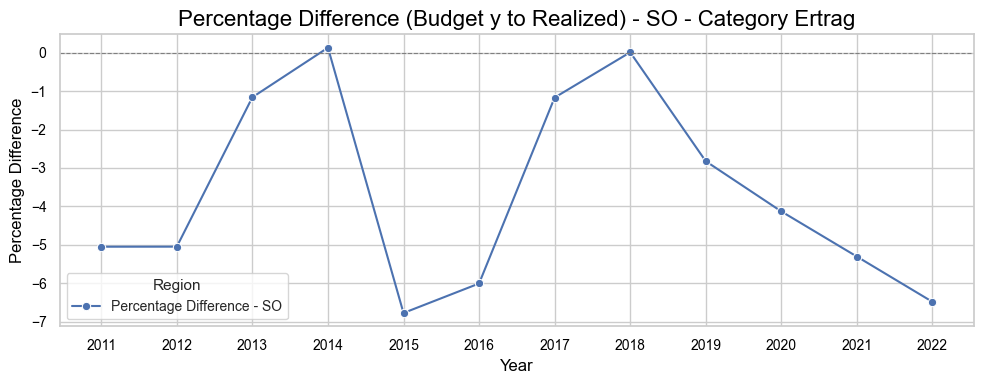 Percentage Difference (Budget y to Realized) - SO - Category Ertrag
Percentage Difference
0
−1
−2
−3
−4
−5
−6
−7
Region
Percentage Difference - SO
2011 2012 2013 2014 2015 2016 2017 2018 2019 2020 2021 2022
Year